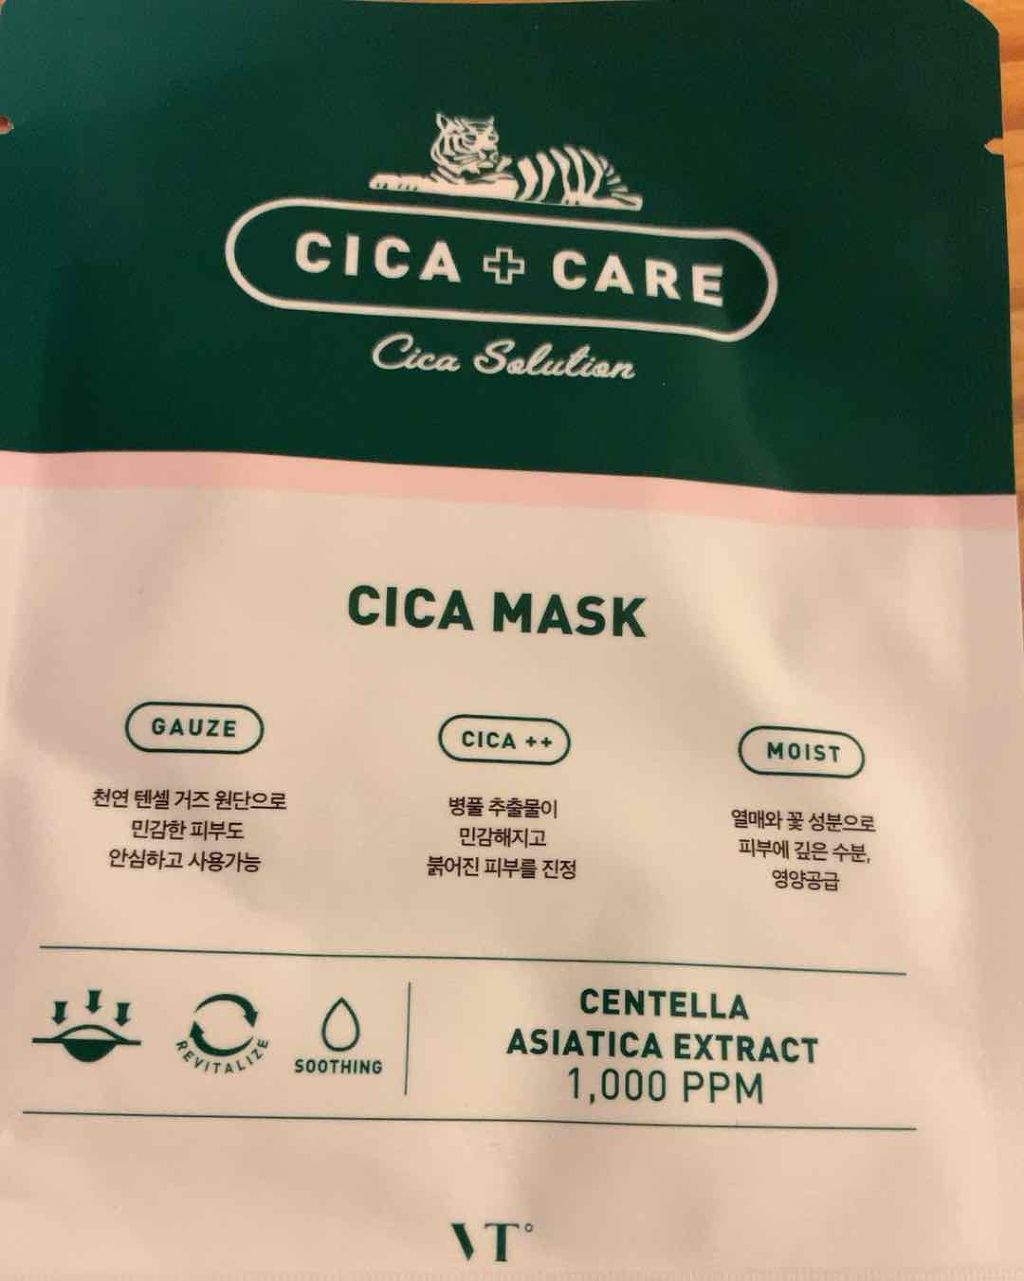 CICA + CARE
Cica Solution
CICA MASK
GAUZE
천연 텐셀 거즈 원단으로
민감한 피부도
안심하고 사용가능
CICA ++
병풀 추출물이
민감해지고
붉어진 피부를 진정
MOIST
열매와 꽃 성분으로
피부에 깊은 수분,
영양공급
REVITALIZE
SOOTHING
CENTELLA
ASIATICA EXTRACT
1,000 PPM
VT°